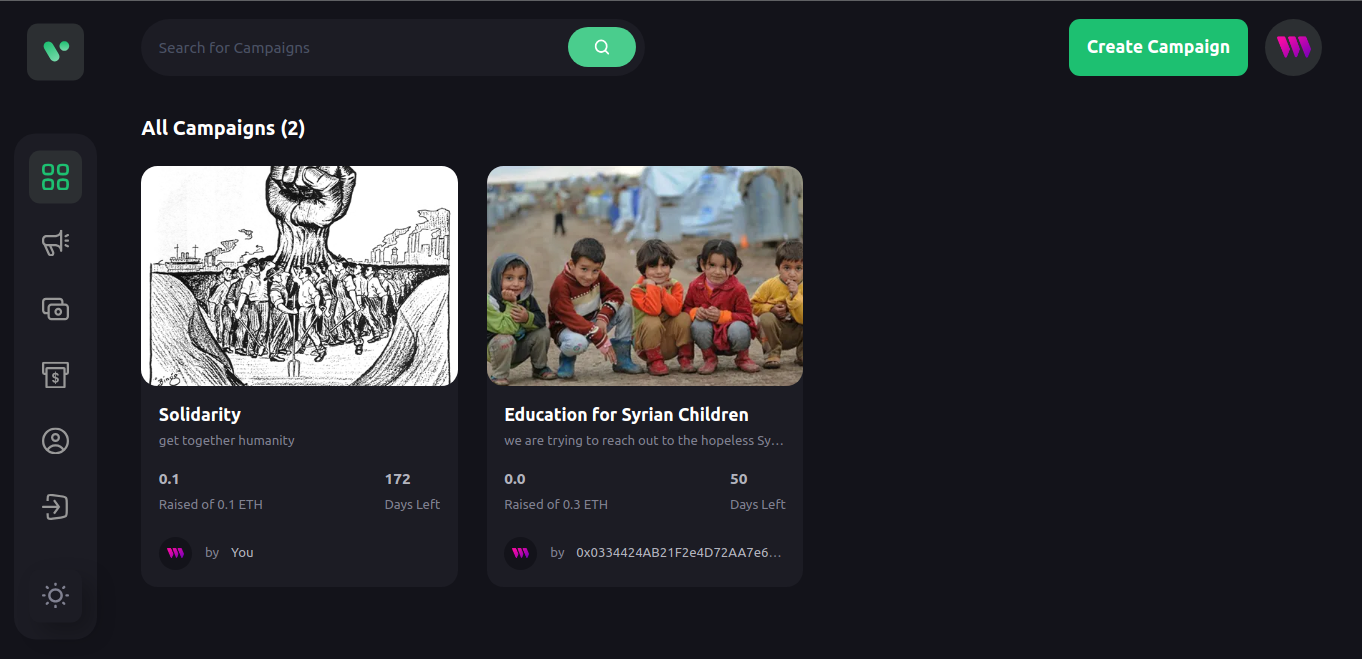 Search for Campaigns
Create Campaign
All Campaigns (2)
Solidarity
get together humanity
0.1
172
Raised of 0.1 ETH
Days Left
by You
Education for Syrian Children
we are trying to reach out to the hopeless Sy...
0.0
50
Raised of 0.3 ETH
Days Left
by 0x0334424AB21F2e4D72AA7e6...